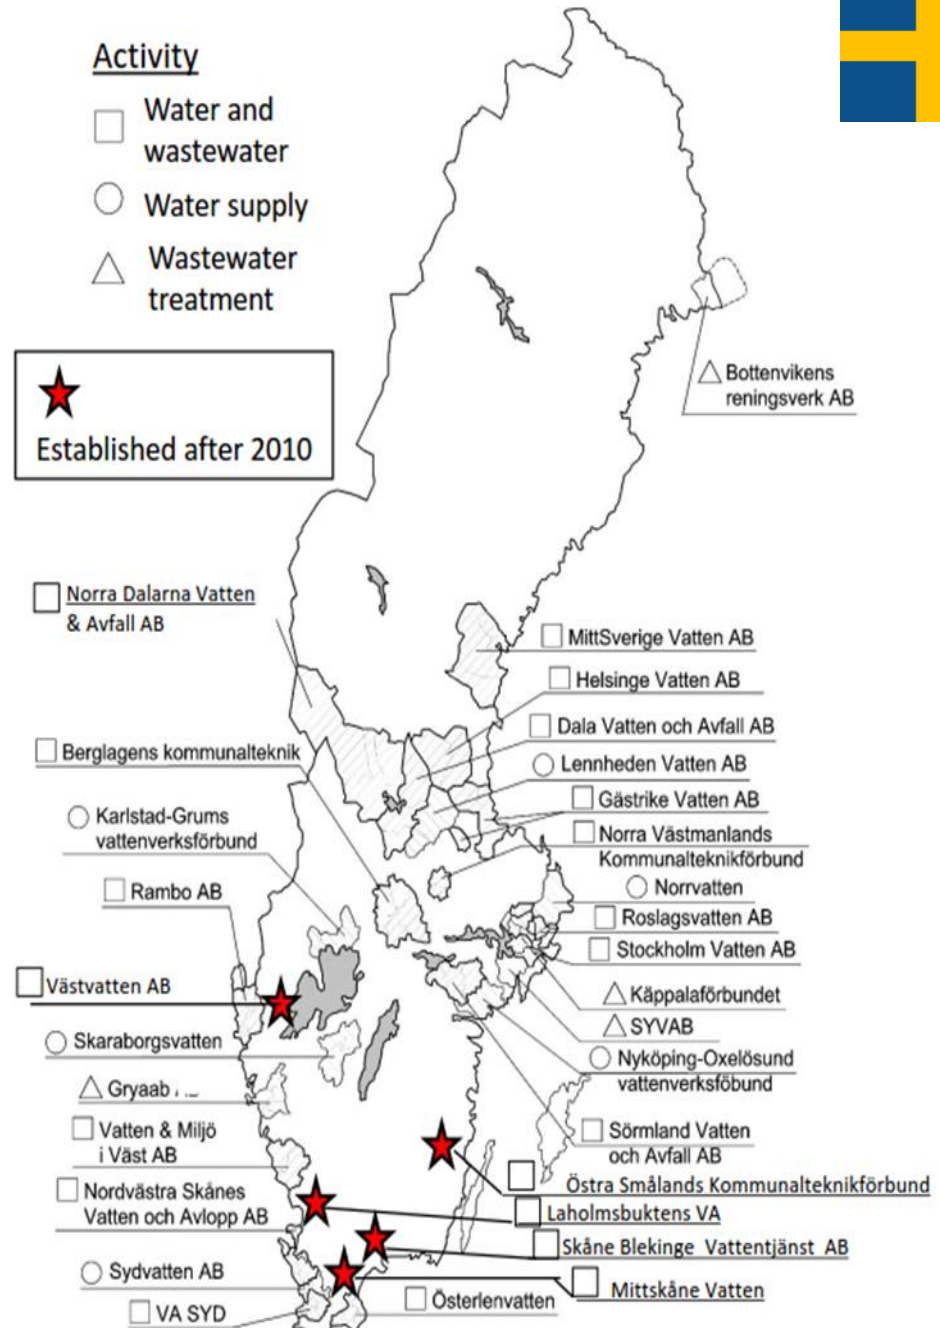 Activity
Water and
wastewater
Water supply
Wastewater
treatment
Established after 2010
Bottenvikens
reningsverk AB
Norra Dalarna Vatten
& Avfall AB
MittSverige Vatten AB
Helsinge Vatten AB
Dala Vatten och Avfall AB
Berglagens kommunalteknik
Lennheden Vatten AB
Gästrike Vatten AB
Karlstad-Grums
vattenverksförbund
Norra Västmanlands
Kommunalteknikförbund
Rambo AB
Norrvatten
Roslagsvatten AB
Stockholm Vatten AB
Västvatten AB
Käppalaförbundet
SYVAB
Skaraborgsvatten
Nyköping-Oxelösund
vattenverksföbund
Gryaab
Vatten & Miljö
i Väst AB
Sörmland Vatten
och Avfall AB
Östra Smålands Kommunalteknikförbund
Nordvästra Skånes
Vatten och Avlopp AB
Laholmsbuktens VA
Skåne Blekinge Vattentjänst AB
Sydvatten AB
Mittskåne Vatten
VA SYD
Österlenvatten